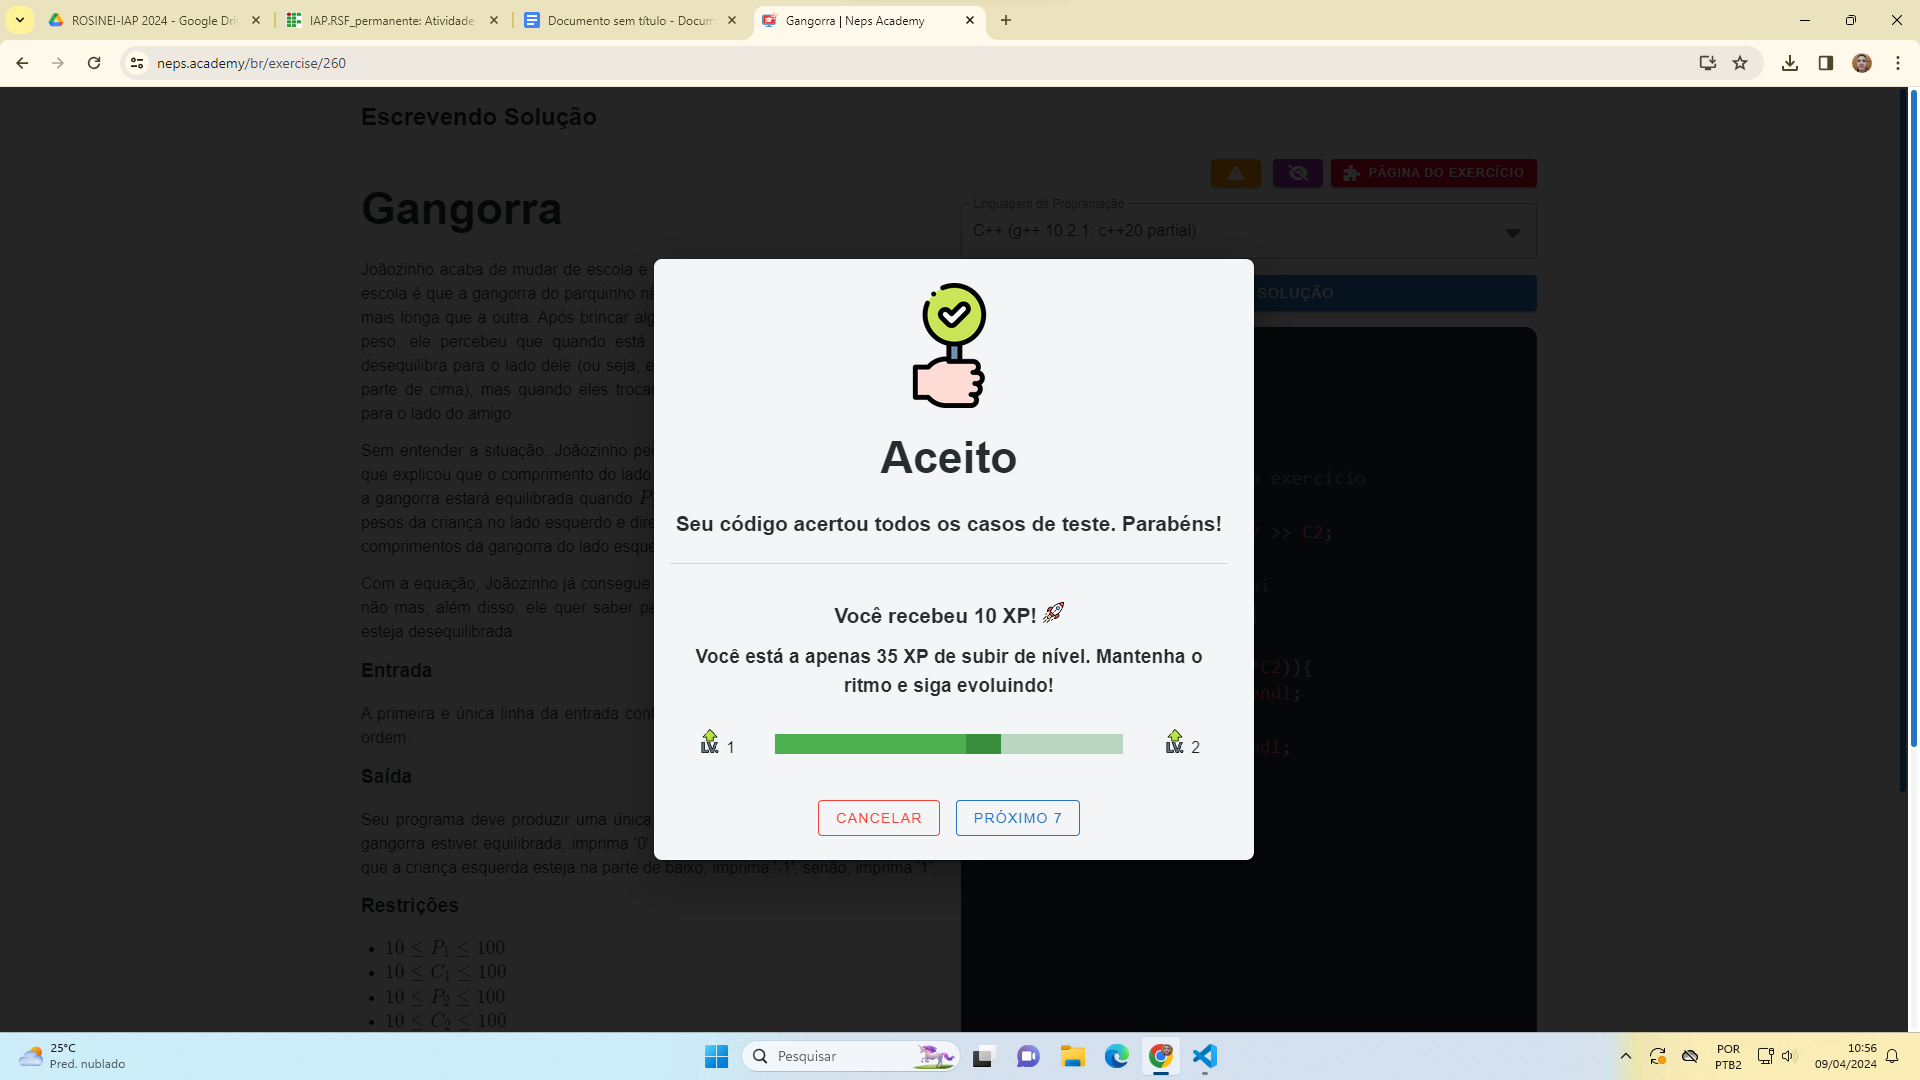 ROSINEI-IAP 2024 - Google Dri
IAP.RSF_permanente: Atividade
Documento sem título - Docum
Gangorra | Neps Academy
neps.academy/br/exercise/260
Escrevendo Solução
PÁGINA DO EXERCÍCIO
Gangorra
Linguagem de Programação
C++ (g++ 10.2.1; c++20 partial)
SOLUÇÃO
Joãozinho acaba de mudar de escola e
escola é que a gangorra do parquinho
mais longa que a outra. Após brincar
peso, ele percebeu que quando está
desequilibra para o lado dele (ou seja,
parte de cima), mas quando eles
para o lado do amigo.
Sem entender a situação, Joãozinho
que explicou que o comprimento do lado
a gangorra estará equilibrada quando P
pesos da criança no lado esquerdo e
comprimentos da gangorra do lado
Com a equação, Joãozinho já consegue
não mas, além disso, ele quer saber
esteja desequilibrada.
Entrada
A primeira e única linha da entrada
ordem.
Saída
Seu programa deve produzir uma única
gangorra estiver equilibrada, imprima '0'.
que a criança esquerda esteja na parte de baixo, imprima '-1', senão, imprima '1'.
Restrições
• 10 ≤ P1 ≤ 100
• 10 ≤ C1 ≤ 100
• 10 ≤ P2 ≤ 100
• 10 ≤ C2 ≤ 100
exercício
>> C2;
C2)){
endl;
Aceito
Seu código acertou todos os casos de teste. Parabéns!
Você recebeu 10 XP!
Você está a apenas 35 XP de subir de nível. Mantenha o
ritmo e siga evoluindo!
LV. 1
LV. 2
CANCELAR
PRÓXIMO 7
25°C
Pred. nublado
Pesquisar
POR
PTB2
10:56
09/04/2024